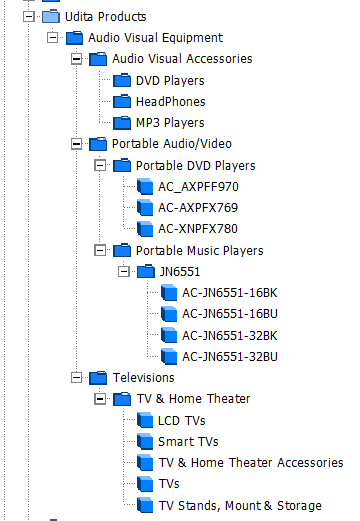 Udita Products
Audio Visual Equipment
Audio Visual Accessories
DVD Players
HeadPhones
MP3 Players
Portable Audio/Video
Portable DVD Players
AC_AXPFF970
AC-AXPFX769
AC-XNPFX780
Portable Music Players
JN6551
AC-JN6551-16BK
AC-JN6551-16BU
AC-JN6551-32BK
AC-JN6551-32BU
Televisions
TV & Home Theater
LCD TVs
Smart TVs
TV & Home Theater Accessories
TVs
TV Stands, Mount & Storage